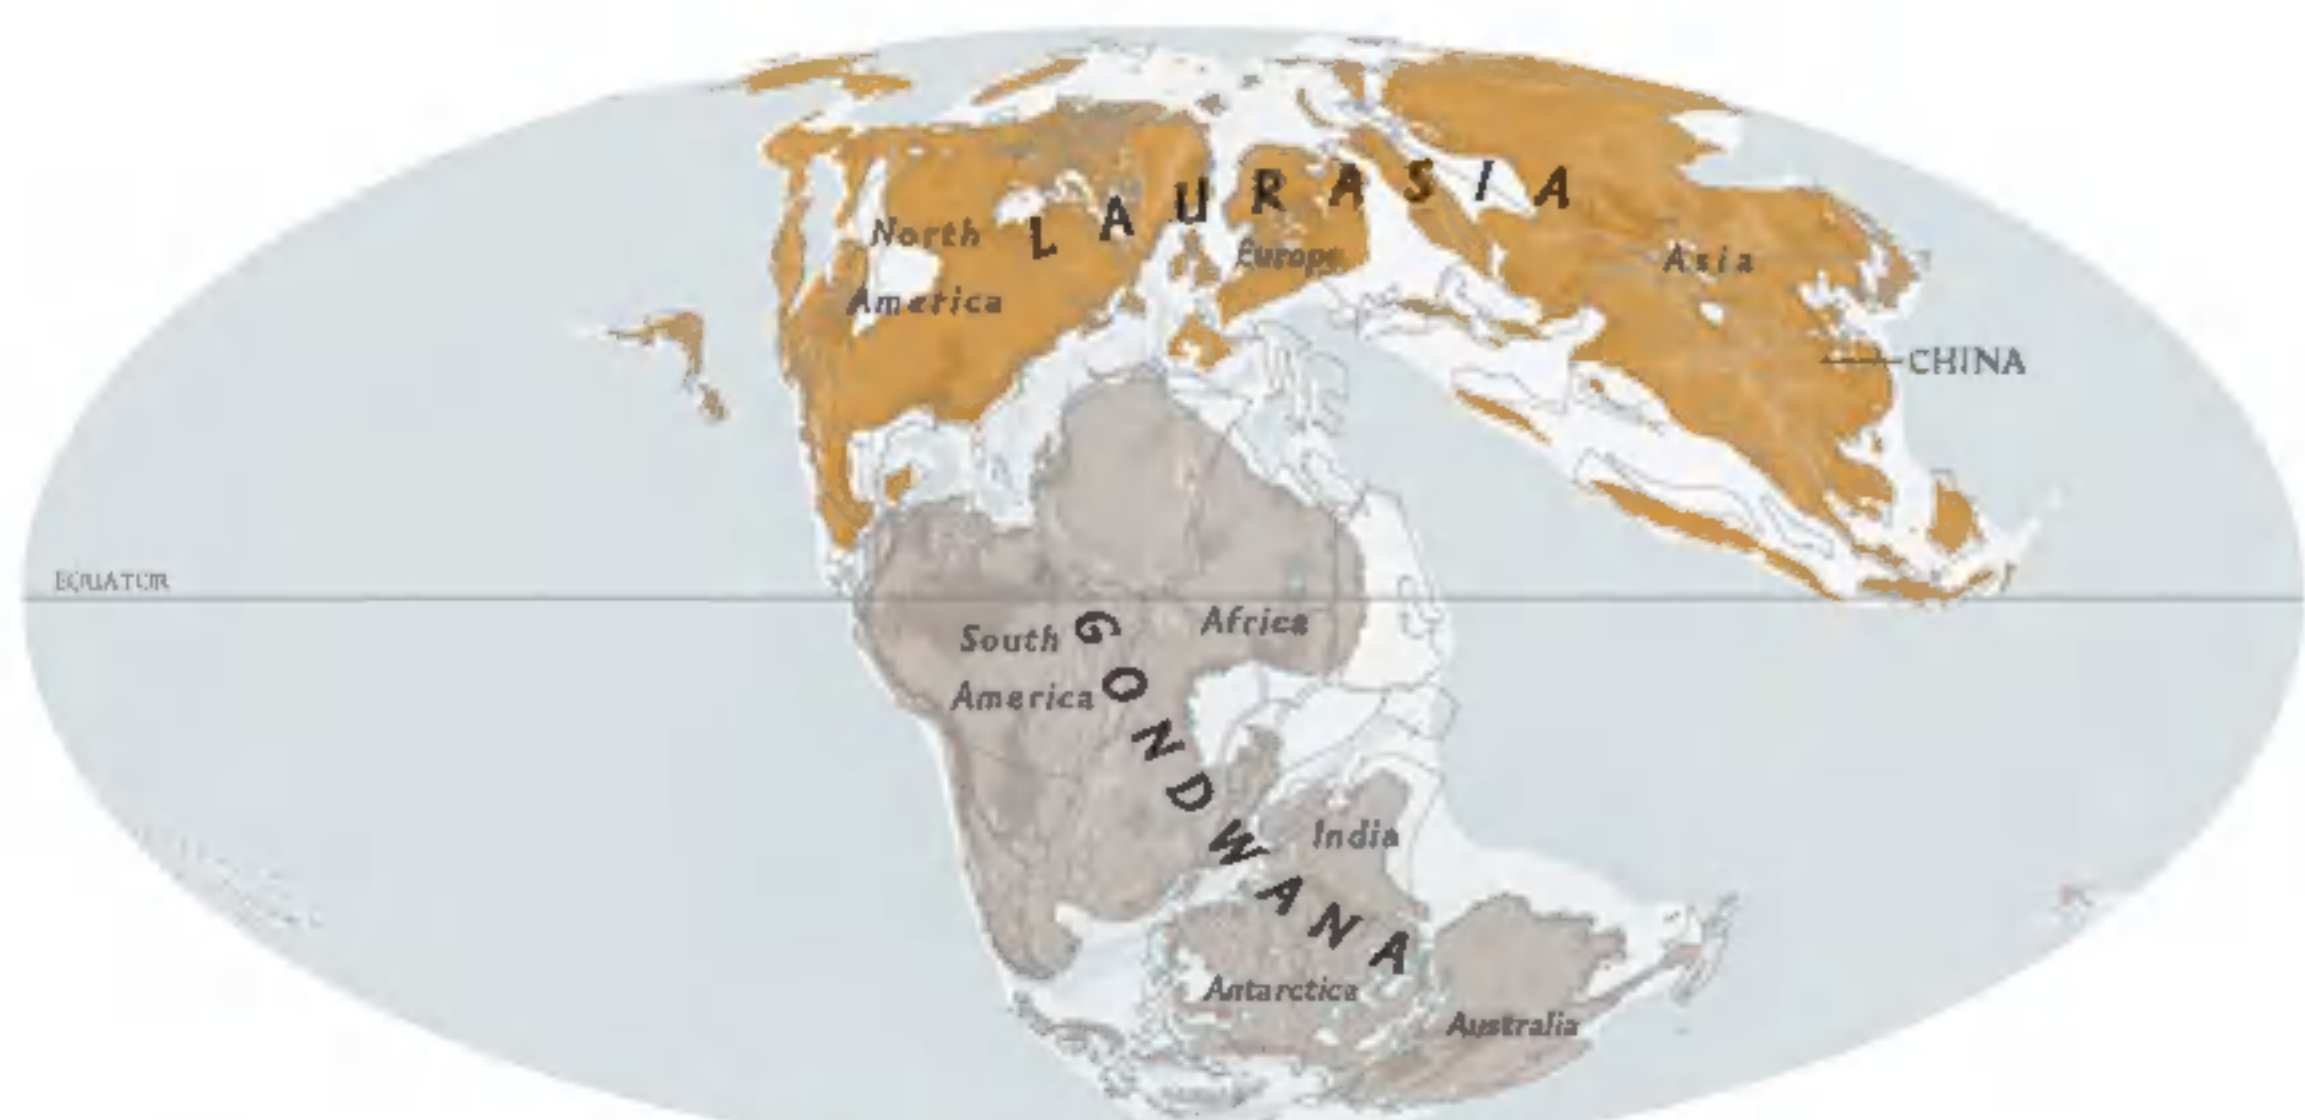 LAURASIA
North
America
Europe
Asia
CHINA
EQUATOR
South
America
Africa
GONDWANA
India
Antarctica
Australia